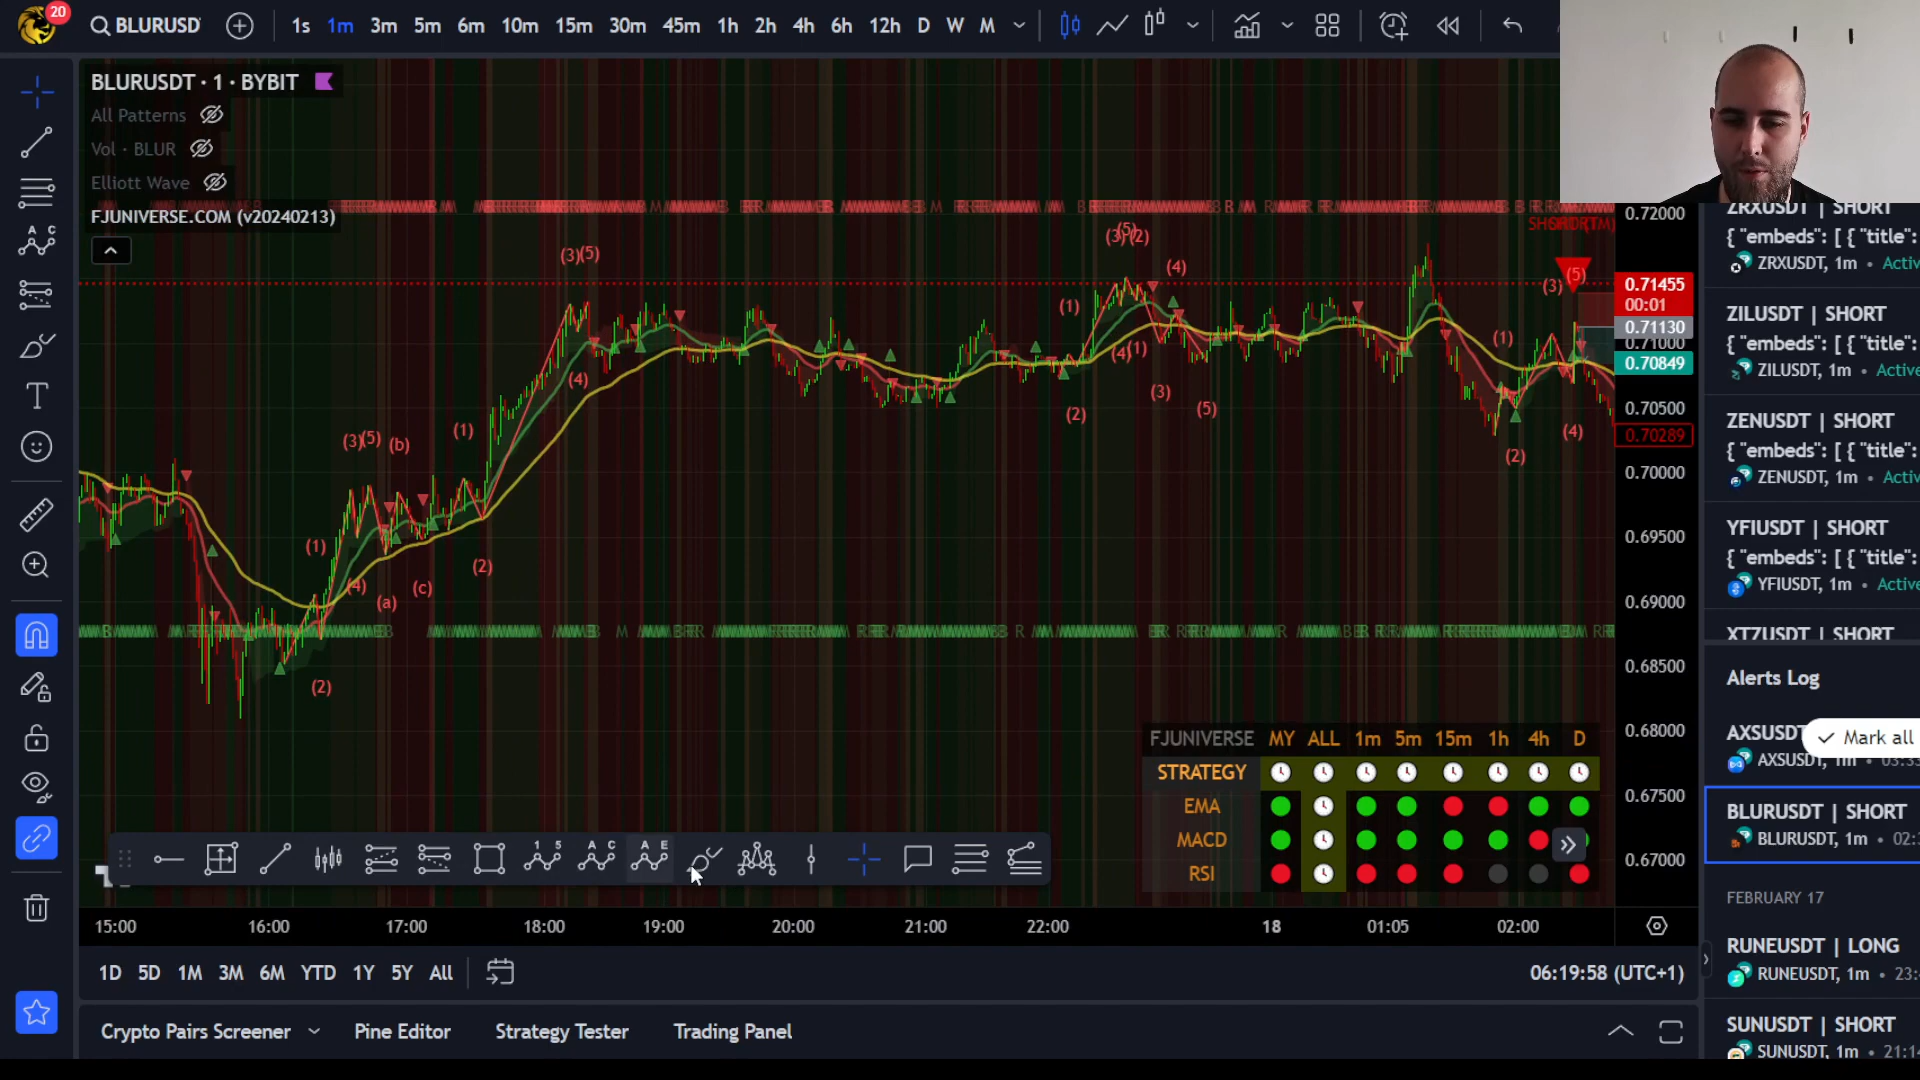 20
BLURUSD
1s 1m 3m 5m 6m 10m 15m 30m 45m 1h 2h 4h 6h 12h D W M
BLURUSDT · 1 · BYBIT
All Patterns
Vol · BLUR
Elliott Wave
FJUNIVERSE.COM (v20240213)
(3)(5)
(4)
(1)
(2)
(3)(5)
(b)
(1)
(4)
(a)
(c)
(2)
(1)
(2)
(1)
(2)
(4)
(4)(1)
(3)
(5)
(3)
(5)
(1)
(4)
(2)
0.72000
0.71455
00:01
0.71130
0.71000
0.70849
0.70500
0.70289
0.70000
0.69500
0.69000
0.68500
0.68000
0.67500
0.67000
ZRXUSDT | SHORT
{ "embeds": [ { "title":
ZRXUSDT, 1m • Activ
ZILUSDT | SHORT
{ "embeds": [ { "title":
ZILUSDT, 1m • Active
ZENUSDT | SHORT
{ "embeds": [ { "title":
ZENUSDT, 1m • Activ
YFIUSDT | SHORT
{ "embeds": [ { "title":
YFIUSDT, 1m • Active
XTZUSDT | SHORT
Alerts Log
AXSUSDT
Mark all
AXSUSDT, 1m • 03:3
BLURUSDT | SHORT
BLURUSDT, 1m • 02:
FEBRUARY 17
RUNEUSDT | LONG
RUNEUSDT, 1m • 23:
SUNUSDT | SHORT
SUNUSDT, 1m • 21:1
FJUNIVERSE MY ALL 1m 5m 15m 1h 4h D
STRATEGY
EMA
MACD
RSI
15:00 16:00 17:00 18:00 19:00 20:00 21:00 22:00 18 01:05 02:00
1D 5D 1M 3M 6M YTD 1Y 5Y All
06:19:58 (UTC+1)
Crypto Pairs Screener Pine Editor Strategy Tester Trading Panel